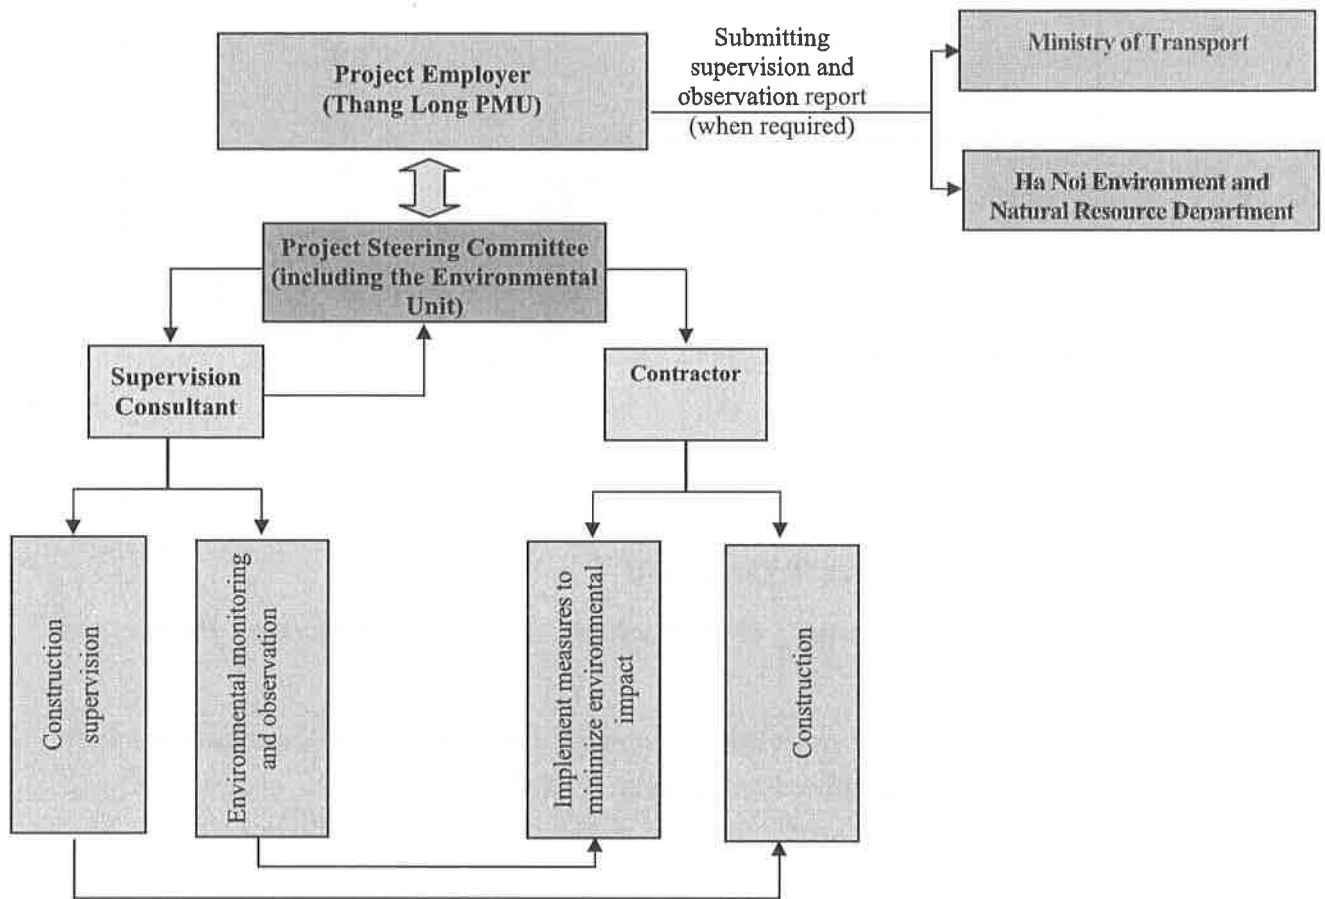 Project Employer
(Thang Long PMU)
Submitting
supervision and
observation report
(when required)
Ministry of Transport
Ha Noi Environment and
Natural Resource Department
Project Steering Committee
(including the Environmental
Unit)
Supervision
Consultant
Contractor
Construction
supervision
Environmental monitoring
and observation
Implement measures to
minimize environmental
impact
Construction